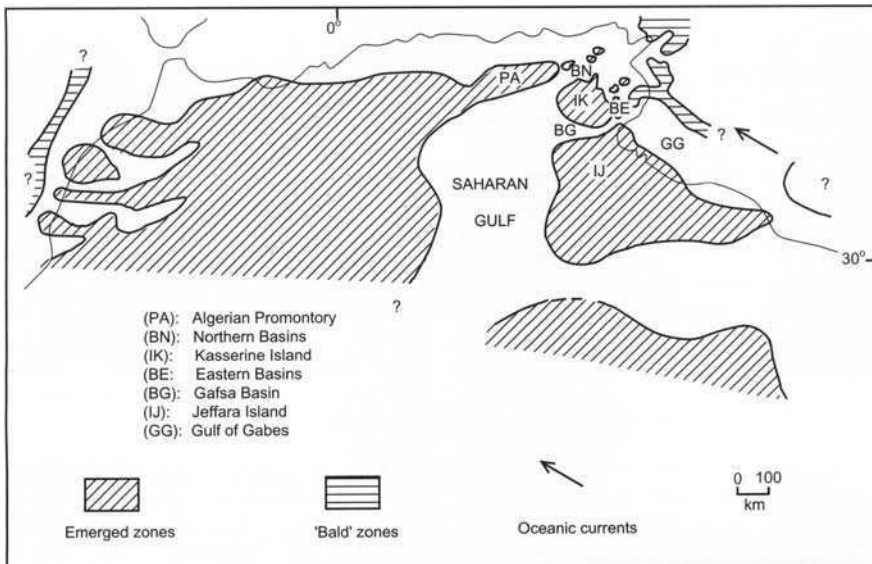 0°
?
PA
BN
IK
BE
BG
GG
?
?
?
IJ
SAHARAN
GULF
30°
?
(PA): Algerian Promontory
(BN): Northern Basins
(IK): Kasserine Island
(BE: Eastern Basins
(BG): Gafsa Basin
(IJ): Jeffara Island
(GG): Gulf of Gabes
0 100
km
Emerged zones
'Bald' zones
Oceanic currents